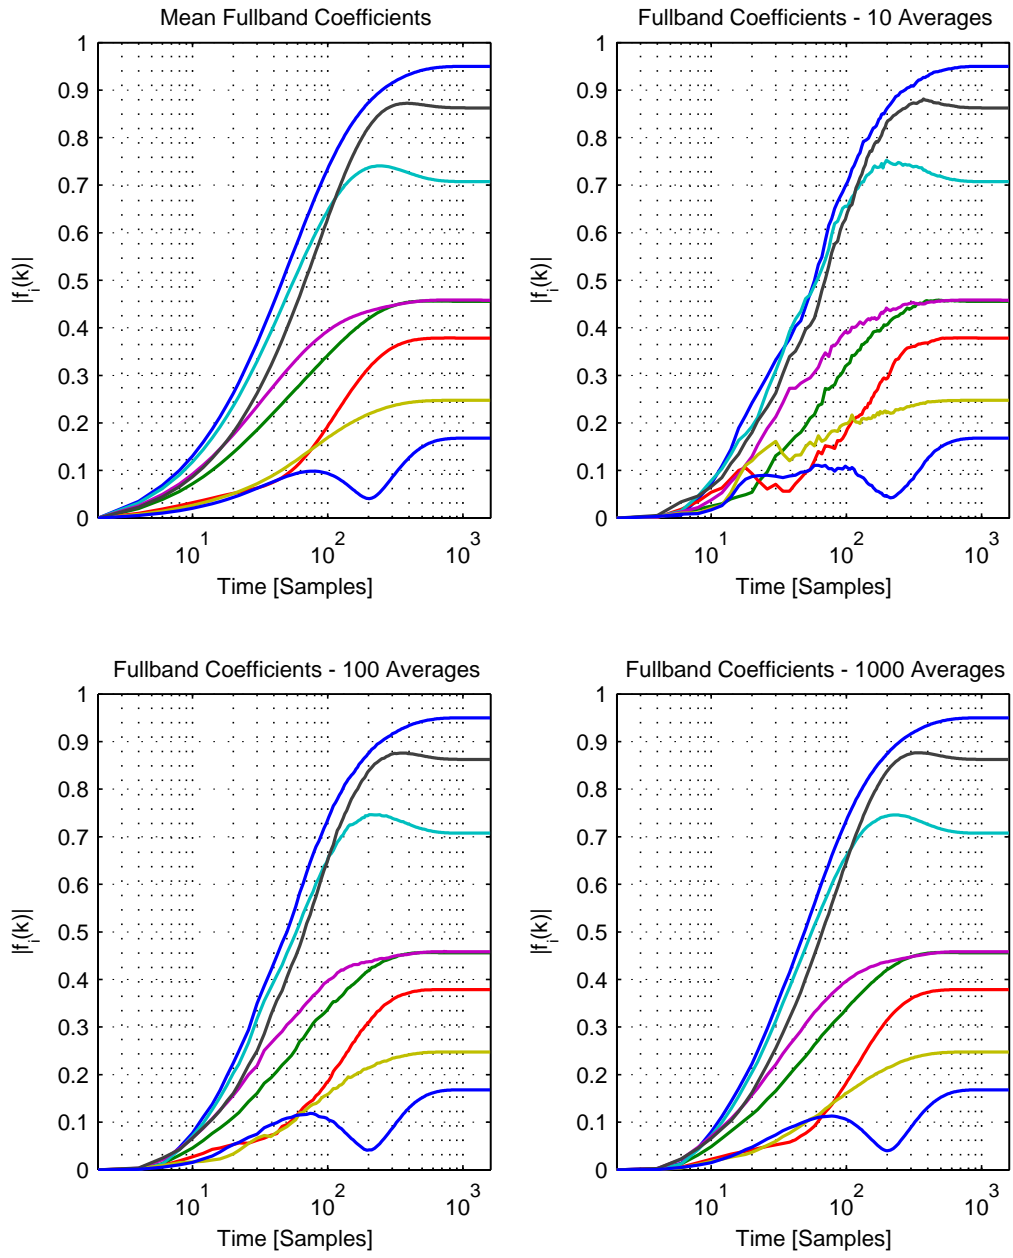 Mean Fullband Coefficients
1
0.9
0.8
0.7
0.6
0.5
0.4
0.3
0.2
0.1
0
|f_i(k)|
10^1 10^2 10^3
Time [Samples]
Fullband Coefficients - 10 Averages
1
0.9
0.8
0.7
0.6
0.5
0.4
0.3
0.2
0.1
0
|f_i(k)|
10^1 10^2 10^3
Time [Samples]
Fullband Coefficients - 100 Averages
1
0.9
0.8
0.7
0.6
0.5
0.4
0.3
0.2
0.1
0
|f_i(k)|
10^1 10^2 10^3
Time [Samples]
Fullband Coefficients - 1000 Averages
1
0.9
0.8
0.7
0.6
0.5
0.4
0.3
0.2
0.1
0
|f_i(k)|
10^1 10^2 10^3
Time [Samples]